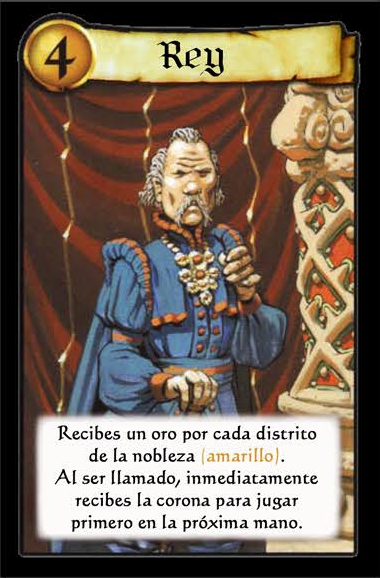 4
Rey
Recibes un oro por cada distrito
de la nobleza (amarillo).
Al ser llamado, inmediatamente
recibes la corona para jugar
primero en la próxima mano.